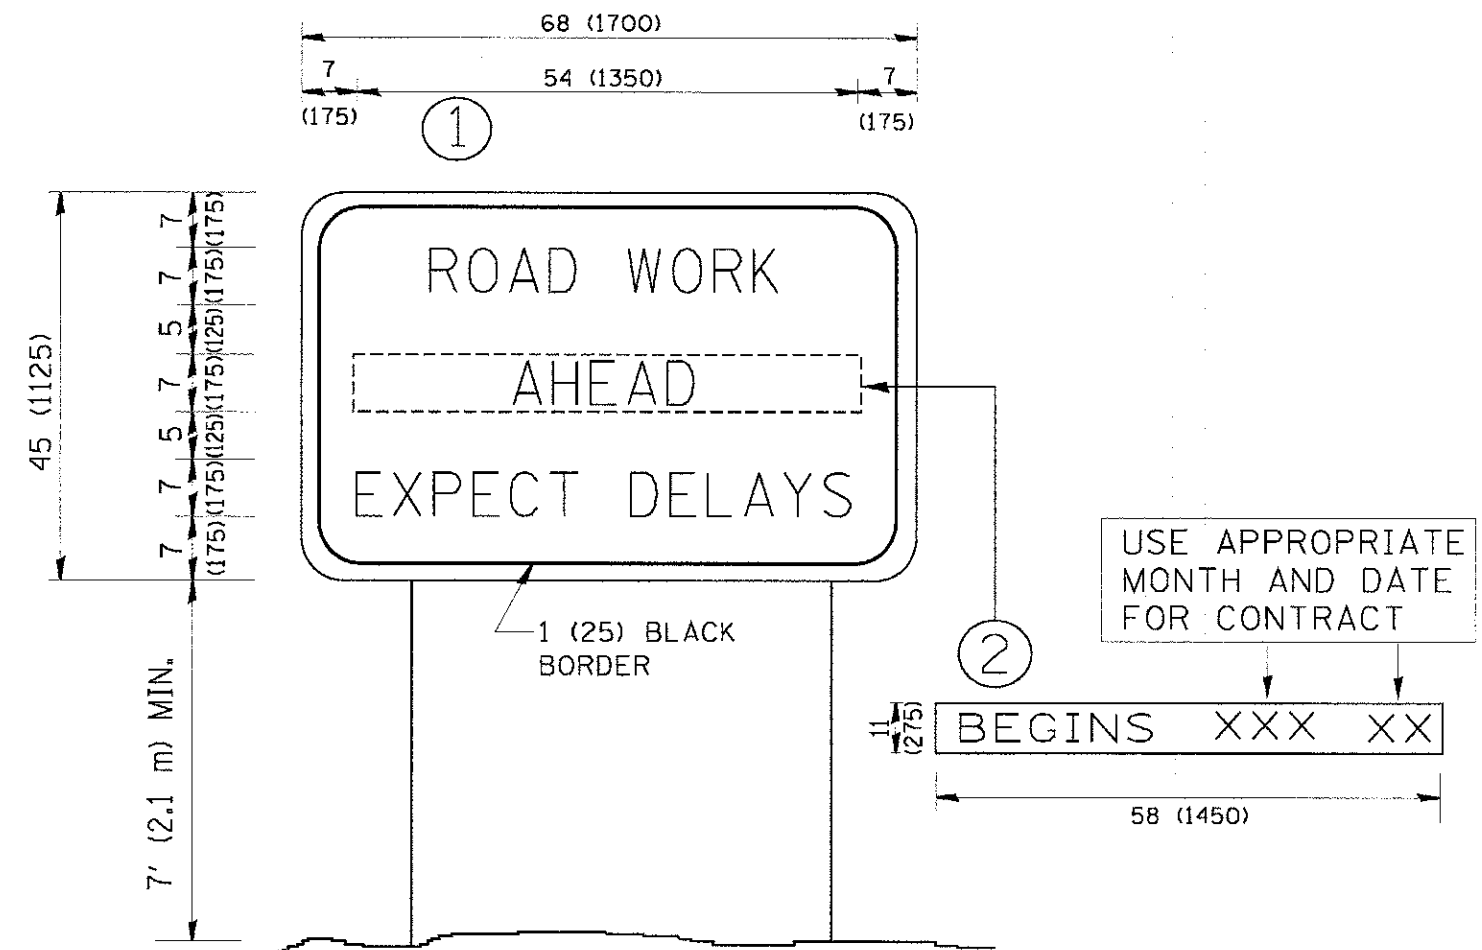 68 (1700)
7
54 (1350)
7
(175)
(175)
1
45 (1125)
7 (175)
7 (175)
5 (125)
7 (175)
5 (125)
7 (175)
7 (175)
ROAD WORK
AHEAD
EXPECT DELAYS
1 (25) BLACK
BORDER
7' (2.1 m) MIN.
2
USE APPROPRIATE
MONTH AND DATE
FOR CONTRACT
11
(275)
BEGINS XXX XX
58 (1450)